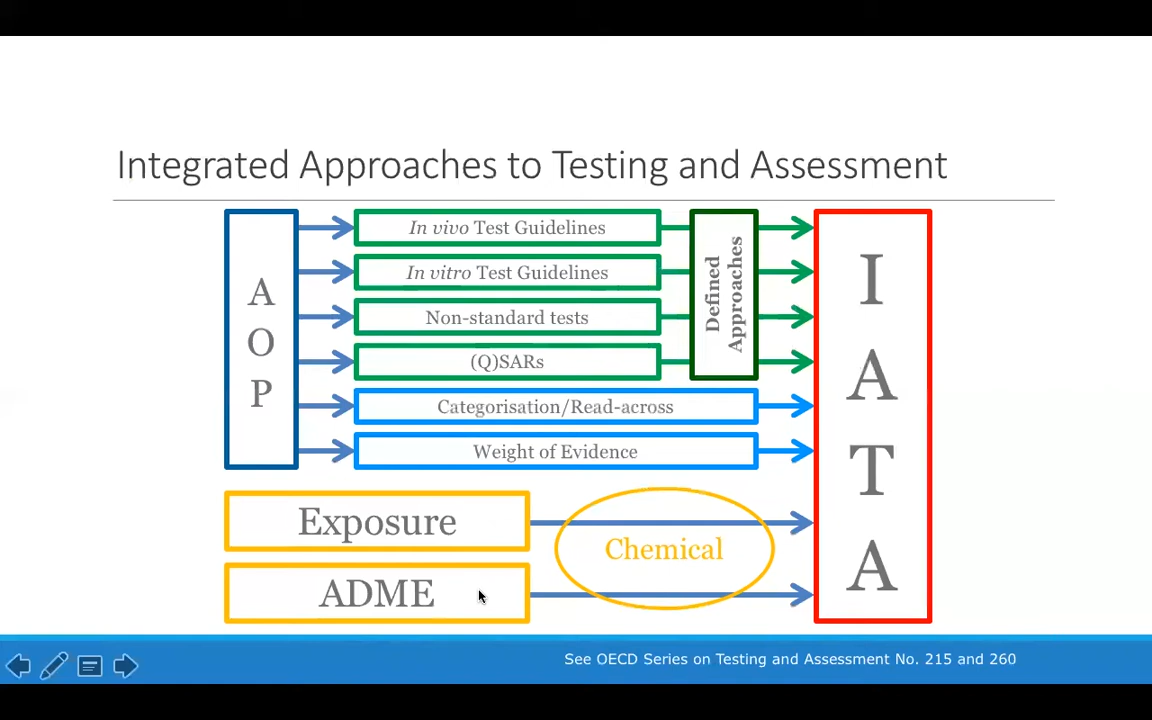 Integrated Approaches to Testing and Assessment
A
O
P
In vivo Test Guidelines
In vitro Test Guidelines
Non-standard tests
(Q)SARs
Categorisation/Read-across
Weight of Evidence
Defined
Approaches
I
A
T
A
Exposure
ADME
Chemical
See OECD Series on Testing and Assessment No. 215 and 260